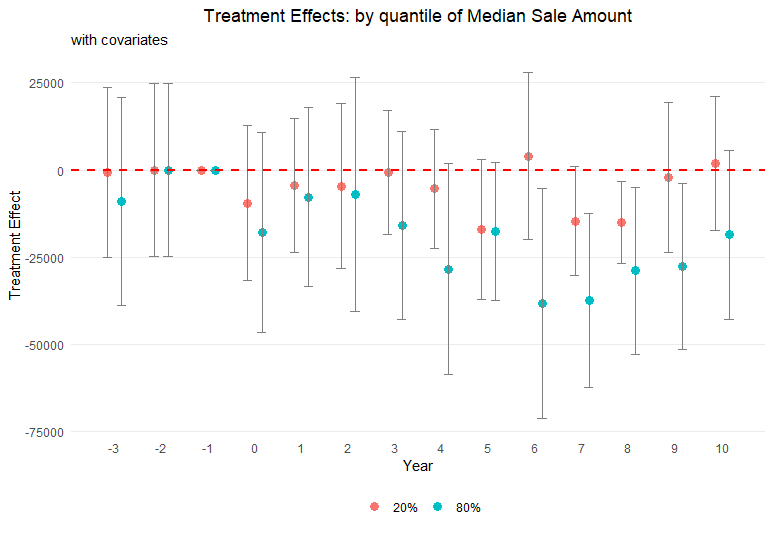 Treatment Effects: by quantile of Median Sale Amount
with covariates
Treatment Effect
25000
0
-25000
-50000
-75000
-3 -2 -1 0 1 2 3 4 5 6 7 8 9 10
Year
20% 80%